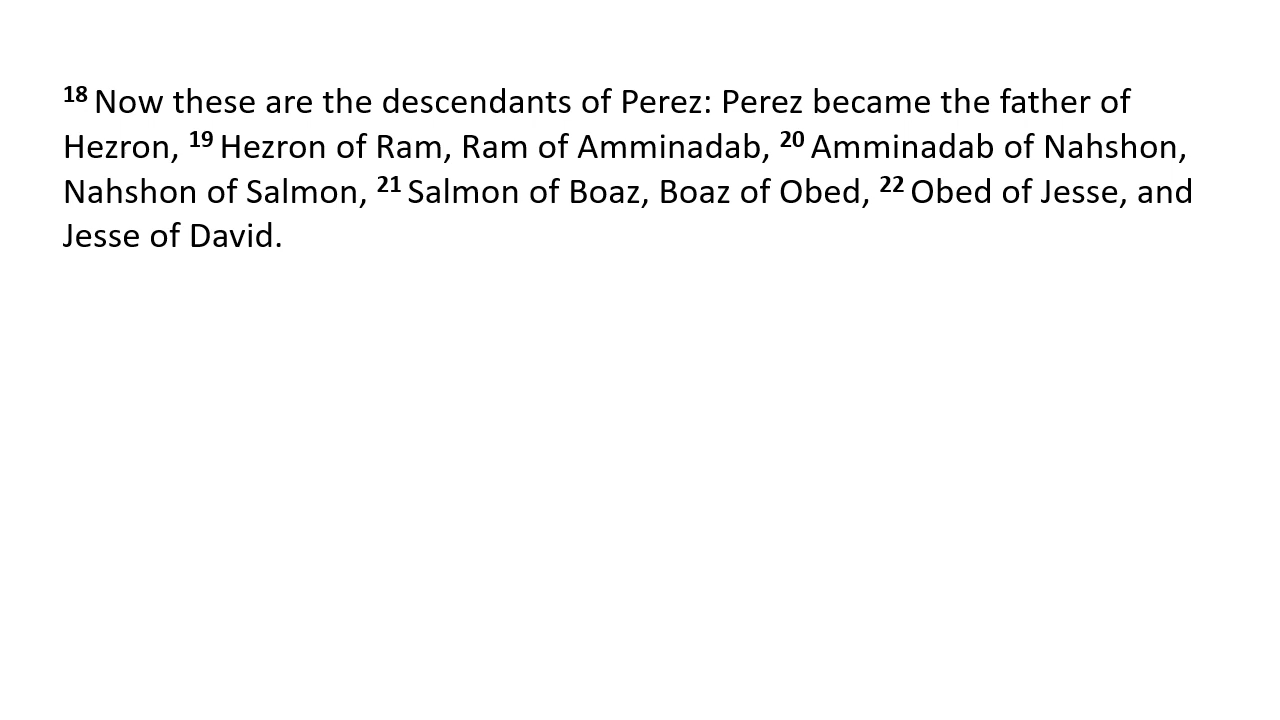 18 Now these are the descendants of Perez: Perez became the father of
Hezron, 19 Hezron of Ram, Ram of Amminadab, 20 Amminadab of Nahshon,
Nahshon of Salmon, 21 Salmon of Boaz, Boaz of Obed, 22 Obed of Jesse, and
Jesse of David.